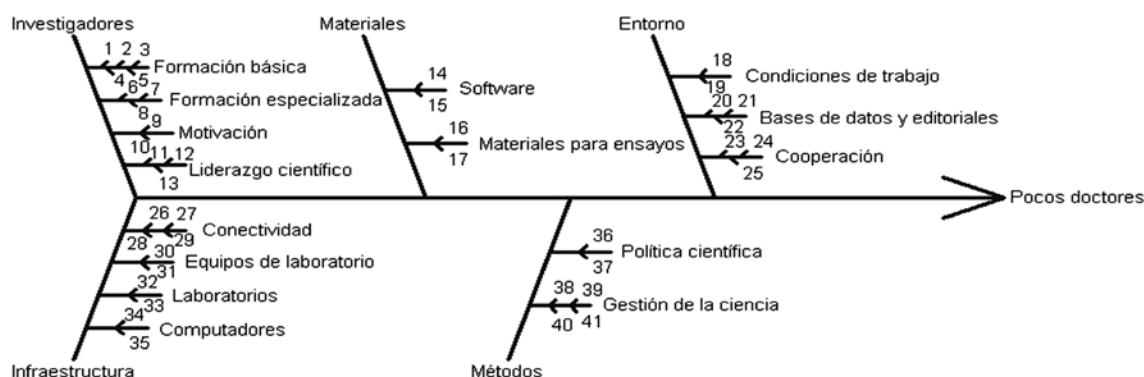 Investigadores
Materiales
Entorno
1 2 3
Formación básica
4 5
6 7
Formación especializada
8 9
Motivación
10 11 12
Liderazgo científico
13
14
Software
15
16
Materiales para ensayos
17
18
Condiciones de trabajo
19
20 21
Bases de datos y editoriales
22
23 24
Cooperación
25
Pocos doctores
26 27
Conectividad
28 29
30
Equipos de laboratorio
31
32
Laboratorios
33
34
Computadores
35
36
Política científica
37
38 39
Gestión de la ciencia
40 41
Infraestructura
Métodos